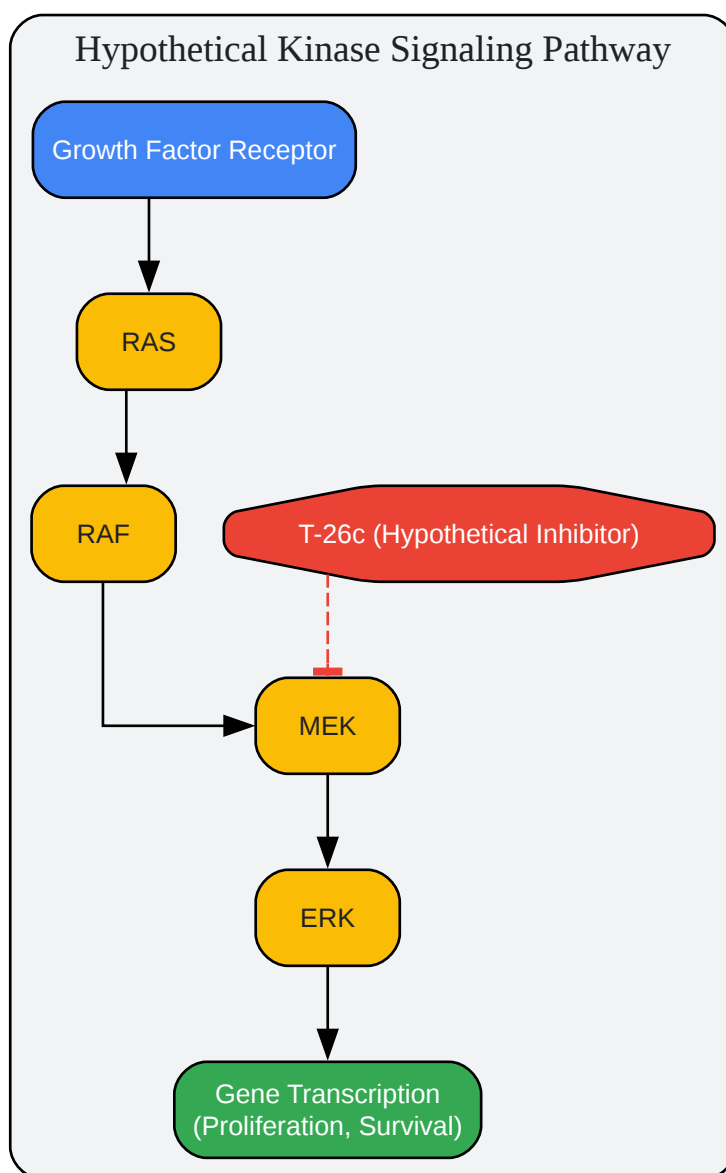 Hypothetical Kinase Signaling Pathway
Growth Factor Receptor
RAS
RAF
T-26c (Hypothetical Inhibitor)
MEK
ERK
Gene Transcription
(Proliferation, Survival)